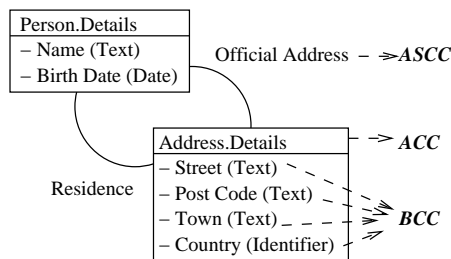 Person.Details
– Name (Text)
– Birth Date (Date)
Official Address
ASCC
Address.Details
ACC
– Street (Text)
Residence
– Post Code (Text)
– Town (Text)
BCC
– Country (Identifier)